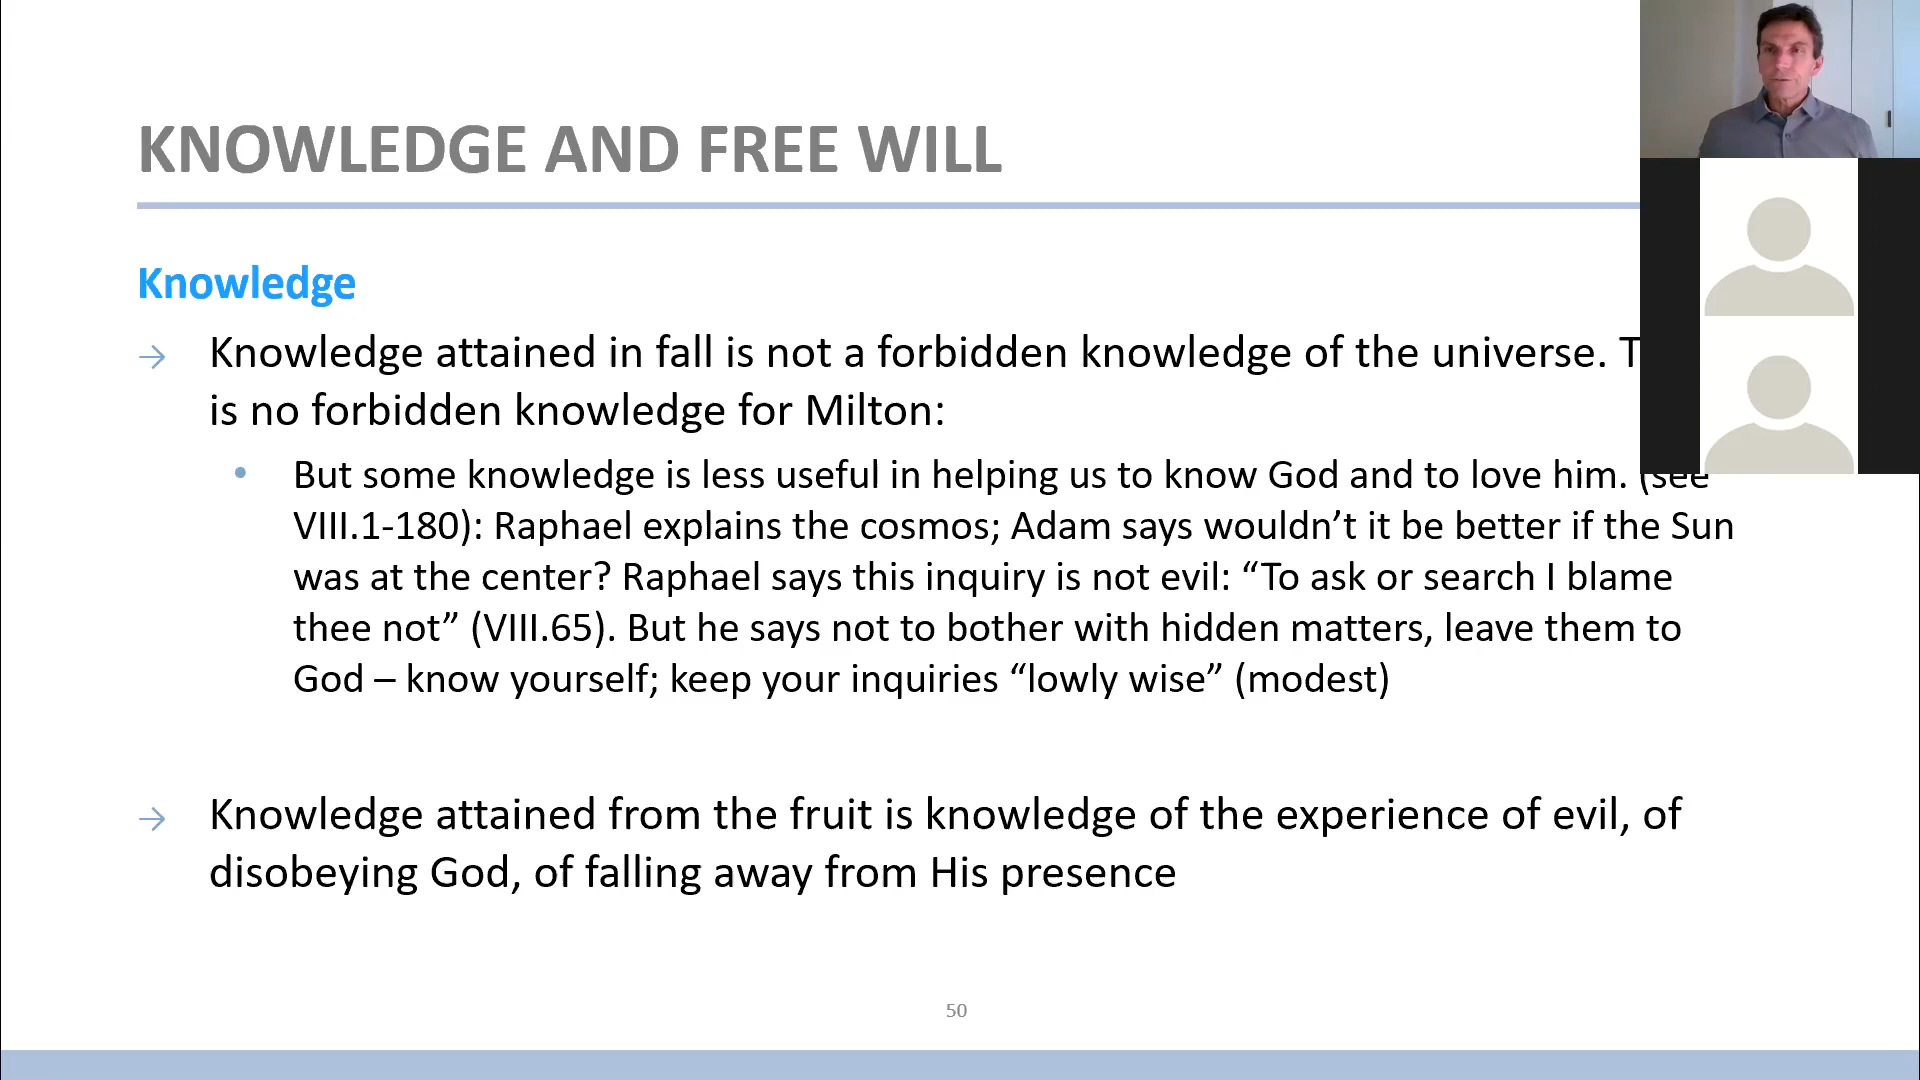 KNOWLEDGE AND FREE WILL
Knowledge
→ Knowledge attained in fall is not a forbidden knowledge of the universe. T
is no forbidden knowledge for Milton:
• But some knowledge is less useful in helping us to know God and to love him. (see
VIII.1-180): Raphael explains the cosmos; Adam says wouldn’t it be better if the Sun
was at the center? Raphael says this inquiry is not evil: “To ask or search I blame
thee not” (VIII.65). But he says not to bother with hidden matters, leave them to
God – know yourself; keep your inquiries “lowly wise” (modest)
→ Knowledge attained from the fruit is knowledge of the experience of evil, of
disobeying God, of falling away from His presence
50